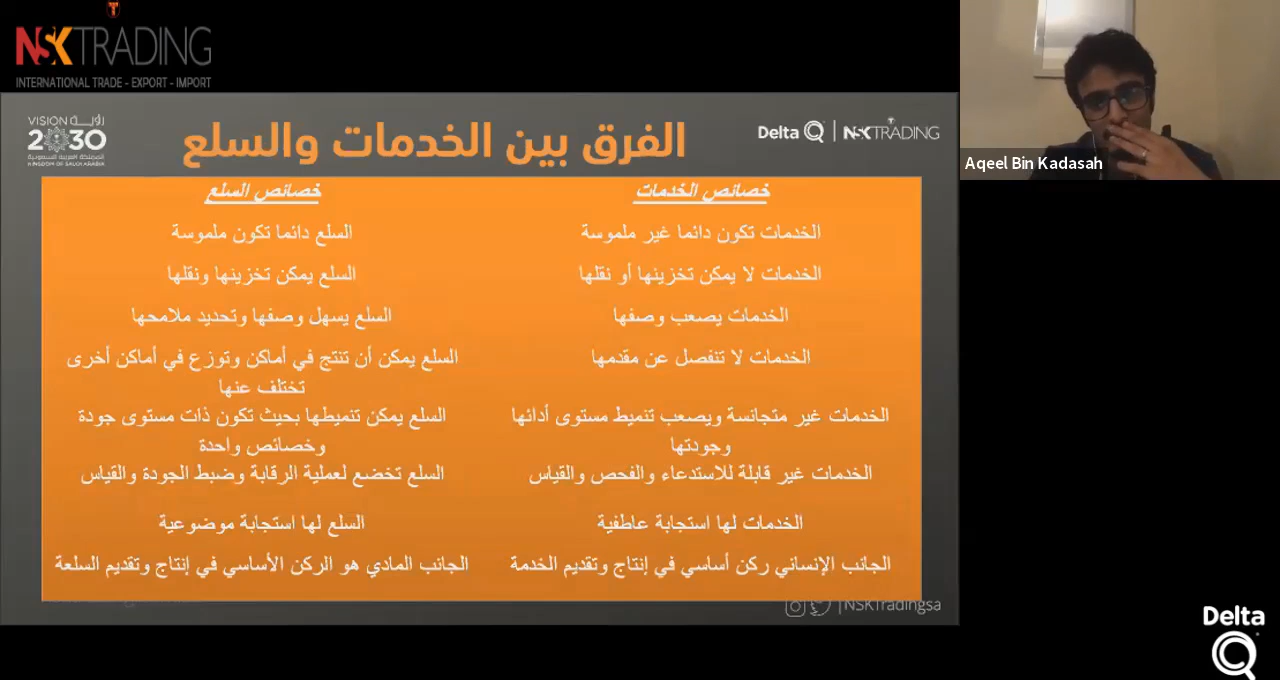 NSKTRADING
INTERNATIONAL TRADE - EXPORT - IMPORT
Aqeel Bin Kadasah
VISION رؤيـة
2030
المملكة العربية السعودية
KINGDOM OF SAUDI ARABIA
الفرق بين الخدمات والسلع
Delta Q | NSKTRADING
خصائص الخدمات
خصائص السلع
الخدمات تكون دائما غير ملموسة
السلع دائما تكون ملموسة
الخدمات لا يمكن تخزينها أو نقلها
السلع يمكن تخزينها ونقلها
الخدمات يصعب وصفها
السلع يسهل وصفها وتحديد ملامحها
الخدمات لا تنفصل عن مقدمها
السلع يمكن أن تنتج في أماكن وتوزع في أماكن أخرى
تختلف عنها
الخدمات غير متجانسة ويصعب تنميط مستوى أدائها
وجودتها
السلع يمكن تنميطها بحيث تكون ذات مستوى جودة
وخصائص واحدة
الخدمات غير قابلة للاستدعاء والفحص والقياس
السلع تخضع لعملية الرقابة وضبط الجودة والقياس
الخدمات لها استجابة عاطفية
السلع لها استجابة موضوعية
الجانب الإنساني ركن أساسي في إنتاج وتقديم الخدمة
الجانب المادي هو الركن الأساسي في إنتاج وتقديم السلعة
NSKTradingsa
Delta
Q